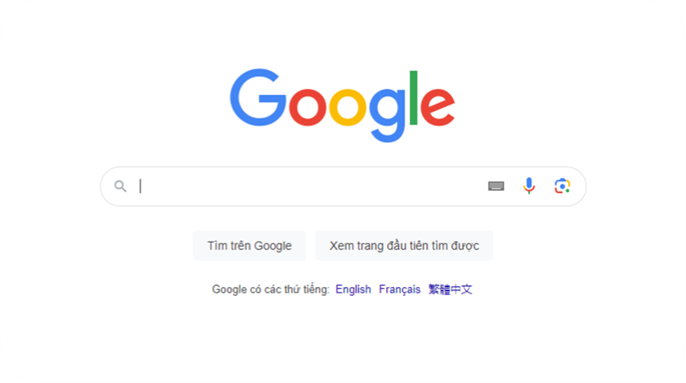 Google
Tìm trên Google
Xem trang đầu tiên tìm được
Google có các thứ tiếng: English Français 繁體中文